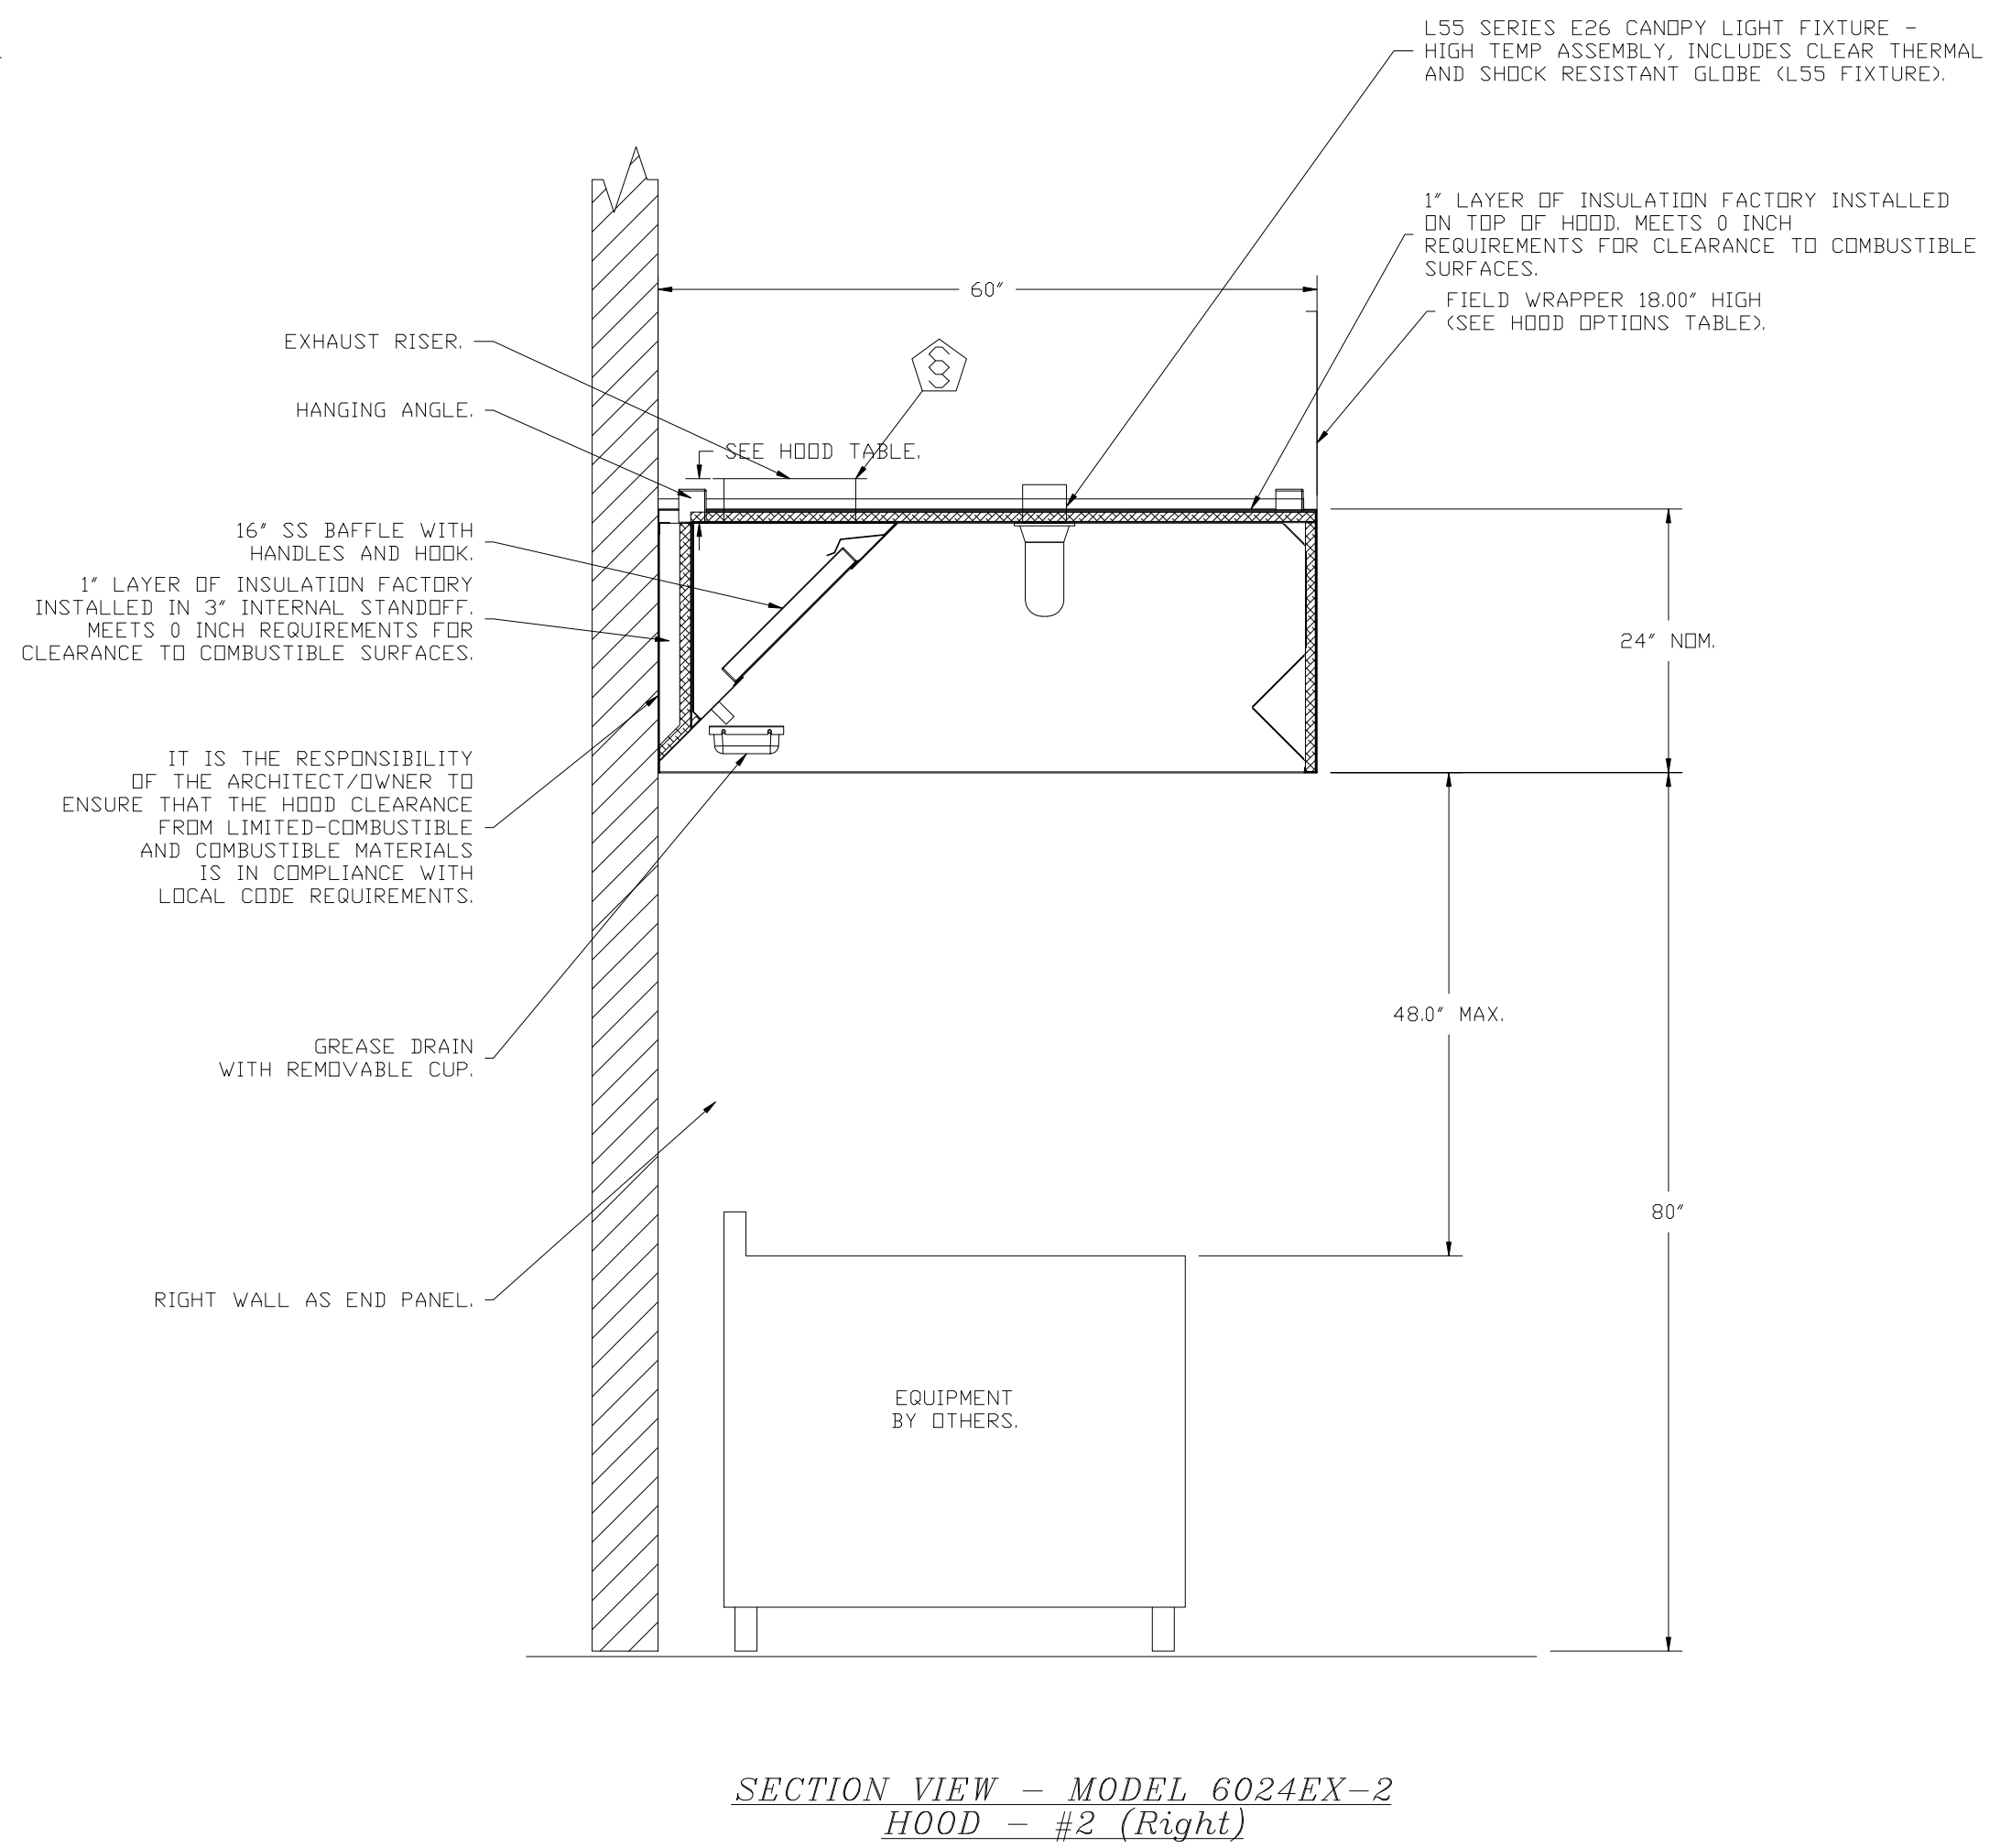 L55 SERIES E26 CANOPY LIGHT FIXTURE -
HIGH TEMP ASSEMBLY, INCLUDES CLEAR THERMAL
AND SHOCK RESISTANT GLOBE (L55 FIXTURE).
1" LAYER OF INSULATION FACTORY INSTALLED
ON TOP OF HOOD. MEETS 0 INCH
REQUIREMENTS FOR CLEARANCE TO COMBUSTIBLE
SURFACES.
60"
FIELD WRAPPER 18.00" HIGH
(SEE HOOD OPTIONS TABLE).
EXHAUST RISER.
HANGING ANGLE.
SEE HOOD TABLE.
16" SS BAFFLE WITH
HANDLES AND HOOK.
1" LAYER OF INSULATION FACTORY
INSTALLED IN 3" INTERNAL STANDOFF.
MEETS 0 INCH REQUIREMENTS FOR
CLEARANCE TO COMBUSTIBLE SURFACES.
24" NOM.
IT IS THE RESPONSIBILITY
OF THE ARCHITECT/OWNER TO
ENSURE THAT THE HOOD CLEARANCE
FROM LIMITED-COMBUSTIBLE
AND COMBUSTIBLE MATERIALS
IS IN COMPLIANCE WITH
LOCAL CODE REQUIREMENTS.
48.0" MAX.
GREASE DRAIN
WITH REMOVABLE CUP.
80"
RIGHT WALL AS END PANEL.
EQUIPMENT
BY OTHERS.
SECTION VIEW - MODEL 6024EX-2
HOOD - #2 (Right)